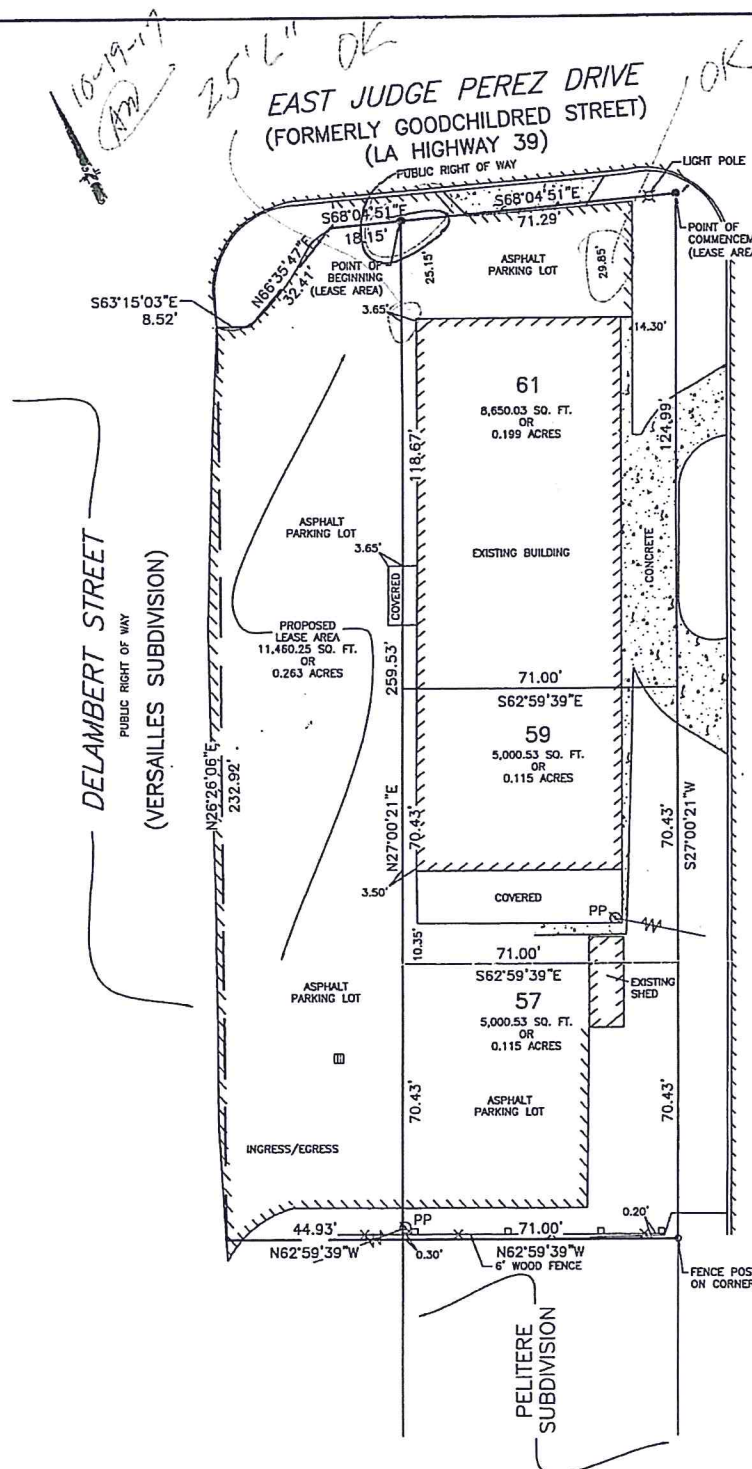 10-19-17
25'6" OK
OK
EAST JUDGE PEREZ DRIVE
(FORMERLY GOODCHILDRED STREET)
(LA HIGHWAY 39)
PUBLIC RIGHT OF WAY
LIGHT POLE
S68°04'51"E
18.15'
S68°04'51"E
71.29'
POINT OF
COMMENCEM
(LEASE AREA
POINT OF
BEGINNING
(LEASE AREA)
N66°35'47"E
32.41'
S63°15'03"E
8.52'
25.15'
ASPHALT
PARKING LOT
29.85'
3.65'
14.30'
61
8,650.03 SQ. FT.
OR
0.199 ACRES
118.67'
124.99'
ASPHALT
PARKING LOT
3.65'
COVERED
EXISTING BUILDING
CONCRETE
DELAMBERT STREET
PUBLIC RIGHT OF WAY
(VERSAILLES SUBDIVISION)
PROPOSED
LEASE AREA
11,460.25 SQ. FT.
OR
0.263 ACRES
259.53'
N27°00'21"E
71.00'
S62°59'39"E
N26°26'06"E
232.92'
59
5,000.53 SQ. FT.
OR
0.115 ACRES
70.43'
70.43'
S27°00'21"W
3.50'
COVERED
PP
10.35'
71.00'
S62°59'39"E
EXISTING
SHED
57
5,000.53 SQ. FT.
OR
0.115 ACRES
ASPHALT
PARKING LOT
70.43'
ASPHALT
PARKING LOT
70.43'
INGRESS/EGRESS
44.93'
N62°59'39"W
PP
0.30'
71.00'
N62°59'39"W
6' WOOD FENCE
0.20'
FENCE POS
ON CORNER
PELITERE
SUBDIVISION